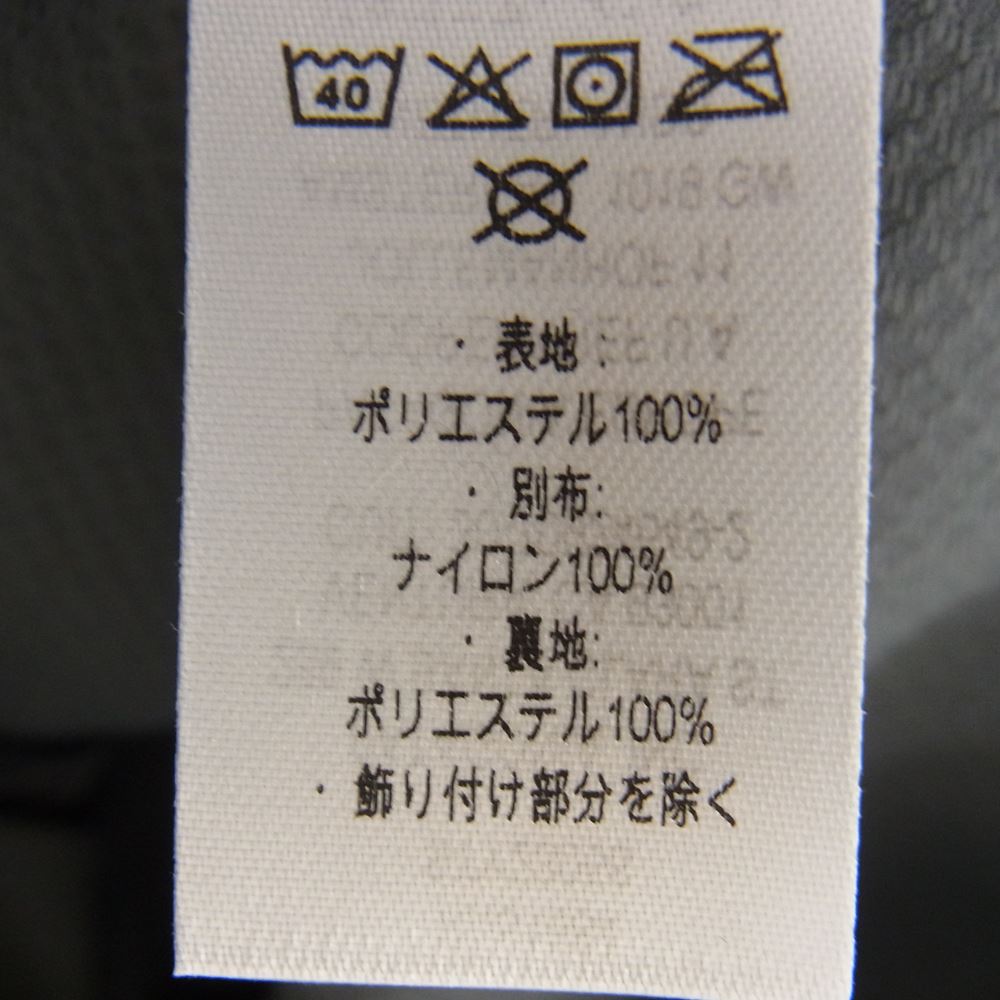 40
・表地:
ポリエステル100%
・別布:
ナイロン100%
・裏地:
ポリエステル100%
・飾り付け部分を除く